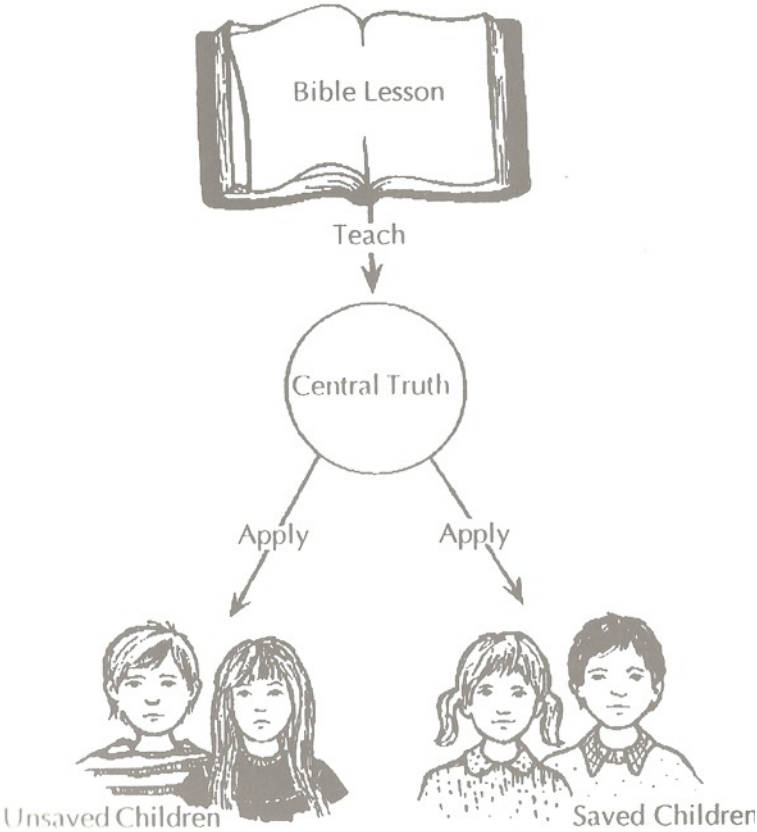 Bible Lesson
Teach
Central Truth
Apply
Apply
Unsaved Children
Saved Children